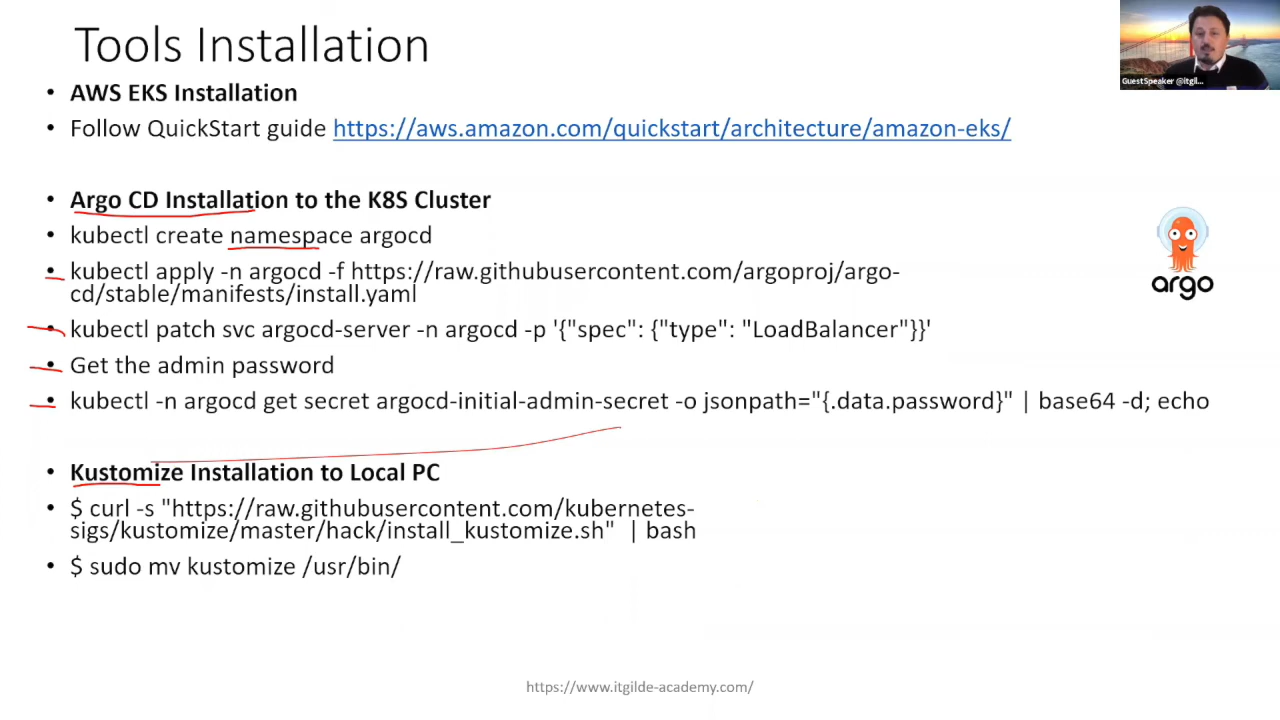 Tools Installation
GuestSpeaker @itgil...
• AWS EKS Installation
• Follow QuickStart guide https://aws.amazon.com/quickstart/architecture/amazon-eks/
• Argo CD Installation to the K8S Cluster
• kubectl create namespace argocd
• kubectl apply -n argocd -f https://raw.githubusercontent.com/argoproj/argo-
cd/stable/manifests/install.yaml
• kubectl patch svc argocd-server -n argocd -p '{"spec": {"type": "LoadBalancer"}}'
• Get the admin password
• kubectl -n argocd get secret argocd-initial-admin-secret -o jsonpath="{.data.password}" | base64 -d; echo
argo
• Kustomize Installation to Local PC
• $ curl -s "https://raw.githubusercontent.com/kubernetes-
sigs/kustomize/master/hack/install_kustomize.sh" | bash
• $ sudo mv kustomize /usr/bin/
https://www.itgilde-academy.com/